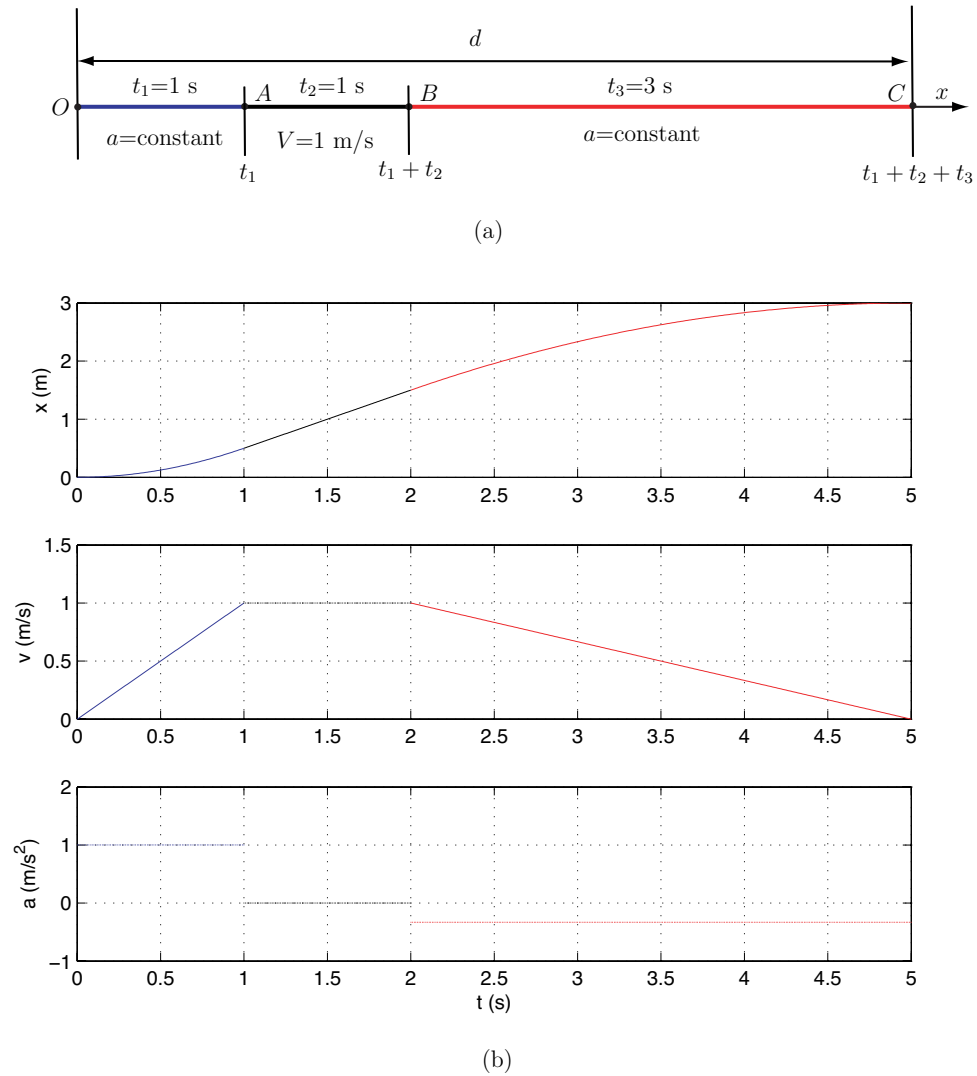 d
t₁=1 s t₂=1 s t₃=3 s
O A B C x
a=constant V=1 m/s a=constant
t₁ t₁ + t₂ t₁ + t₂ + t₃
(a)
3
2
1
0
x (m)
0 0.5 1 1.5 2 2.5 3 3.5 4 4.5 5
1.5
1
0.5
0
v (m/s)
0 0.5 1 1.5 2 2.5 3 3.5 4 4.5 5
2
1
0
−1
a (m/s²)
0 0.5 1 1.5 2 2.5 3 3.5 4 4.5 5
t (s)
(b)